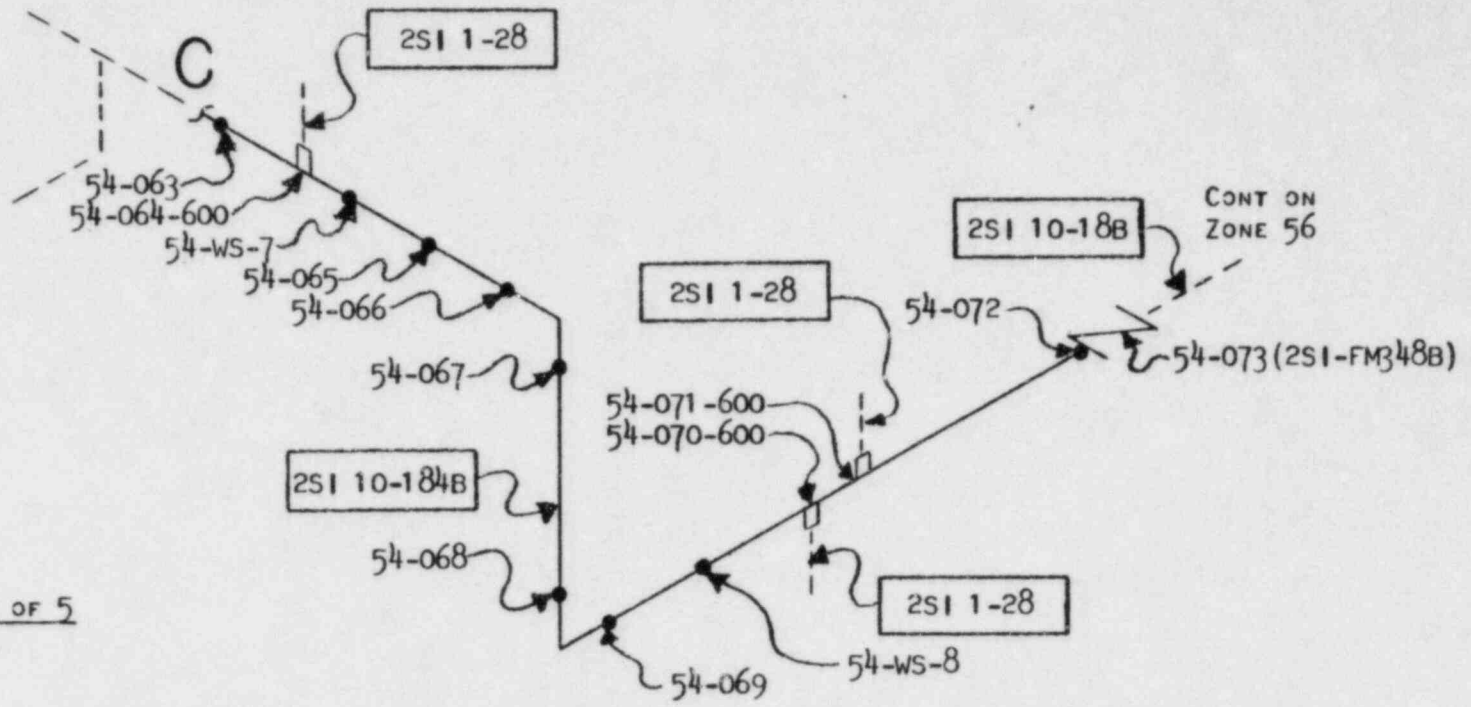 C
2SI 1-28
54-063
54-064-600
54-WS-7
54-065
54-066
54-067
2SI 10-184B
54-068
54-069
54-WS-8
2SI 1-28
54-070-600
54-071-600
2SI 1-28
54-072
2SI 10-18B
CONT ON
ZONE 56
54-073 (2SI-FM348B)
OF 5